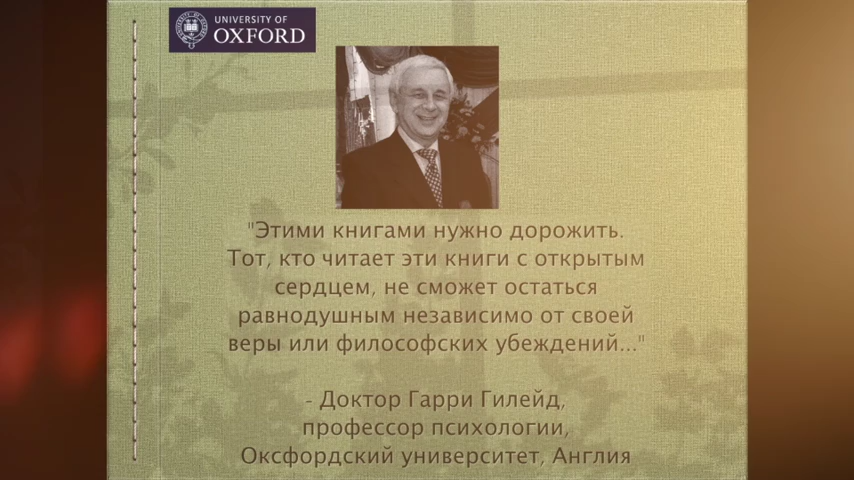 UNIVERSITY OF
OXFORD
"Этими книгами нужно дорожить.
Тот, кто читает эти книги с открытым
сердцем, не сможет остаться
равнодушным независимо от своей
веры или философских убеждений..."
- Доктор Гарри Гилейд,
профессор психологии,
Оксфордский университет, Англия